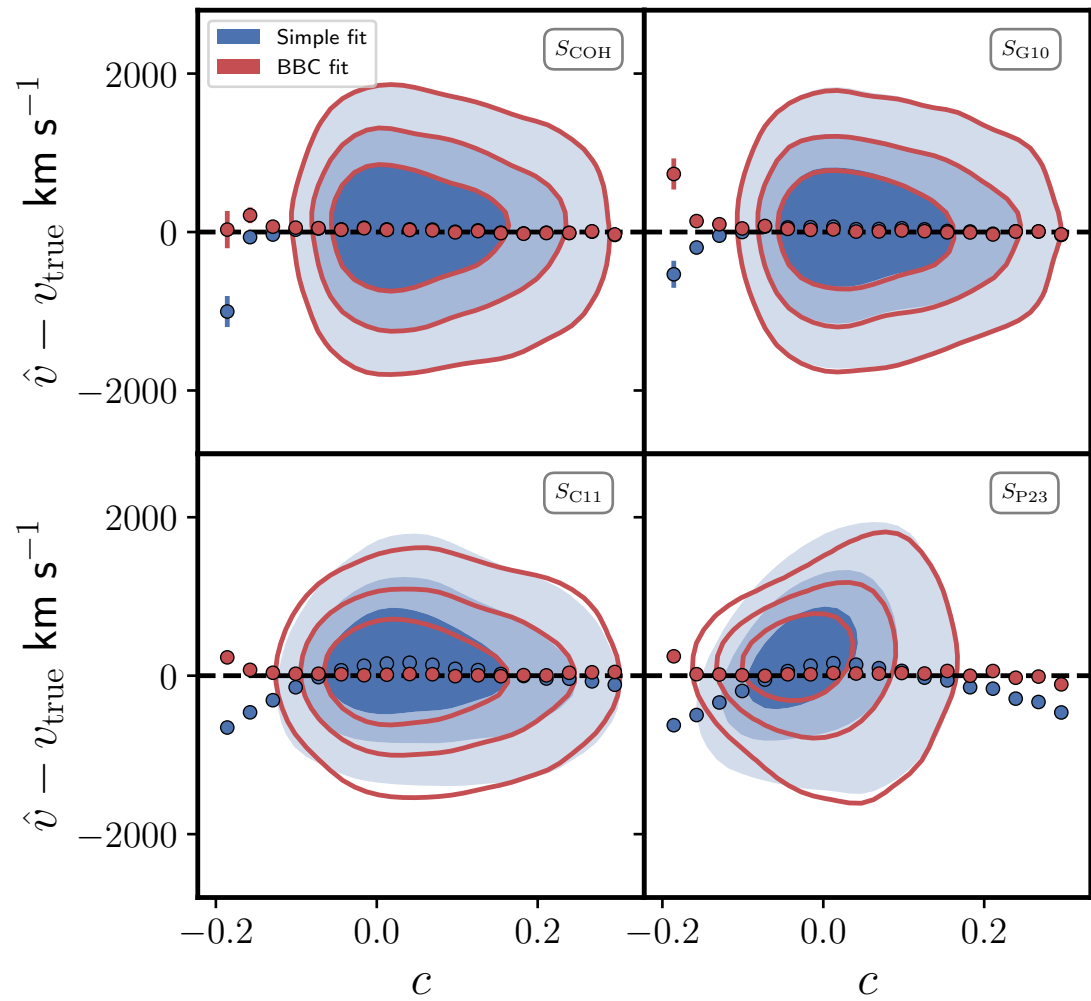 Simple fit
BBC fit
S_COH
S_G10
2000
0
−2000
v̂ − v_true km s⁻¹
S_C11
S_P23
2000
0
−2000
v̂ − v_true km s⁻¹
−0.2 0.0 0.2
−0.2 0.0 0.2
c
c